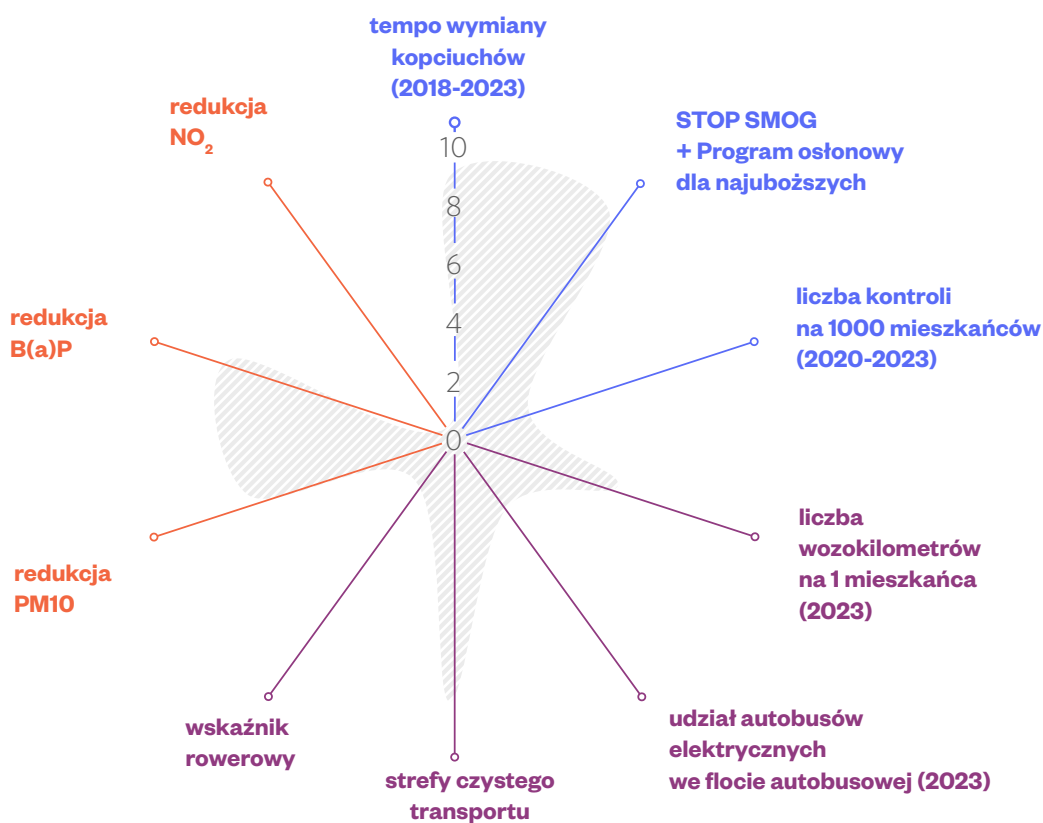 tempo wymiany
kopciuchów
(2018-2023)
redukcja
NO₂
STOP SMOG
+ Program osłonowy
dla najuboższych
10
8
6
4
2
0
redukcja
B(a)P
liczba kontroli
na 1000 mieszkańców
(2020-2023)
redukcja
PM10
liczba
wozokilometrów
na 1 mieszkańca
(2023)
wskaźnik
rowerowy
strefy czystego
transportu
udział autobusów
elektrycznych
we flocie autobusowej (2023)